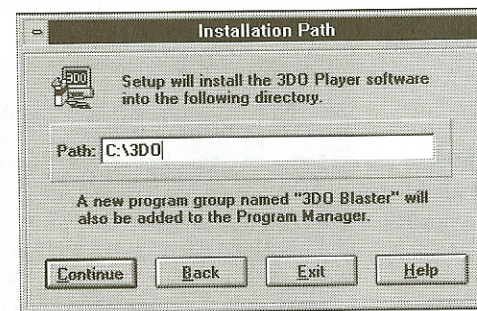 Installation Path
3DO
Setup will install the 3DO Player software
into the following directory.
Path: C:\3DO
A new program group named "3DO Blaster" will
also be added to the Program Manager.
Continue Back Exit Help